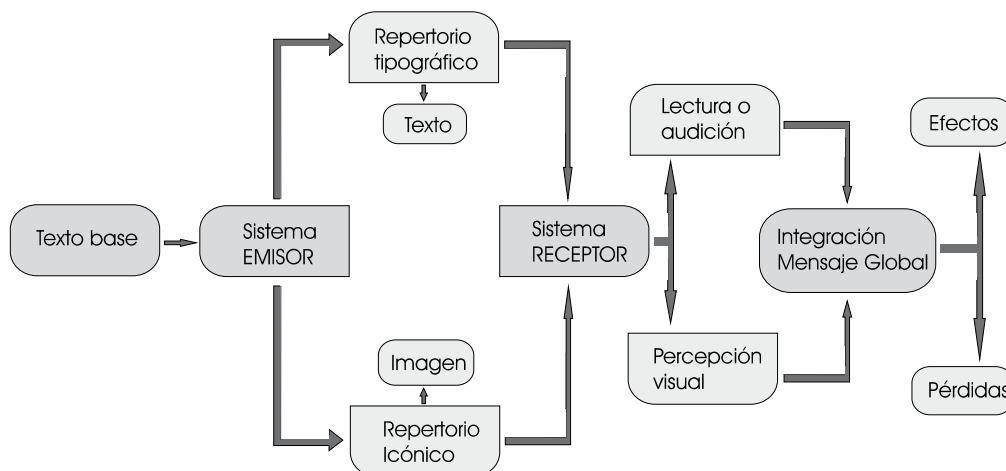 Repertorio
tipográfico
Texto
Lectura o
audición
Efectos
Texto base
Sistema
EMISOR
Sistema
RECEPTOR
Integración
Mensaje Global
Imagen
Percepción
visual
Pérdidas
Repertorio
Icónico